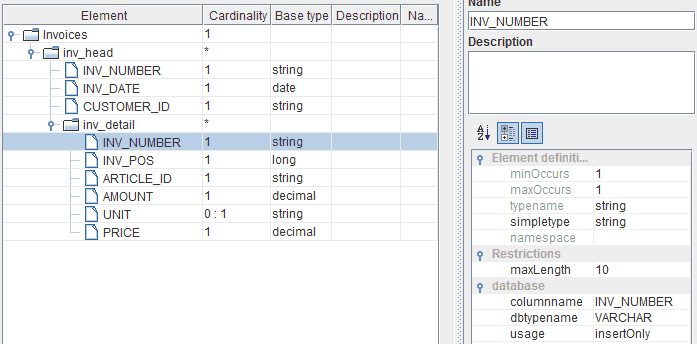 Element Cardinality Base type Description Na...
Invoices 1
inv_head *
INV_NUMBER 1 string
INV_DATE 1 date
CUSTOMER_ID 1 string
inv_detail *
INV_NUMBER 1 string
INV_POS 1 long
ARTICLE_ID 1 string
AMOUNT 1 decimal
UNIT 0 : 1 string
PRICE 1 decimal
Name
INV_NUMBER
Description
A
Z
Element definiti...
minOccurs 1
maxOccurs 1
typename string
simpletype string
namespace
Restrictions
maxLength 10
database
columnname INV_NUMBER
dbtypename VARCHAR
usage insertOnly